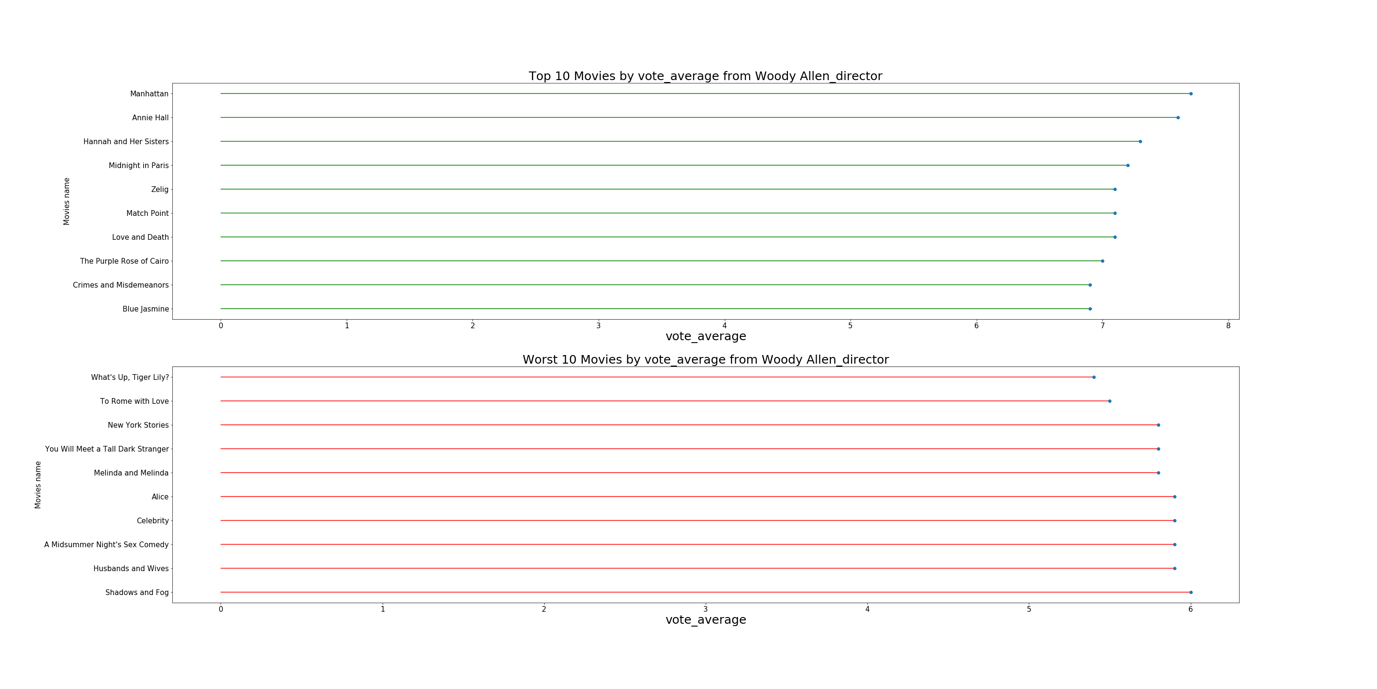 Top 10 Movies by vote_average from Woody Allen_director
Movies name
Manhattan
Annie Hall
Hannah and Her Sisters
Midnight in Paris
Zelig
Match Point
Love and Death
The Purple Rose of Cairo
Crimes and Misdemeanors
Blue Jasmine
0 1 2 3 4 5 6 7 8
vote_average
Worst 10 Movies by vote_average from Woody Allen_director
Movies name
What's Up, Tiger Lily?
To Rome with Love
New York Stories
You Will Meet a Tall Dark Stranger
Melinda and Melinda
Alice
Celebrity
A Midsummer Night's Sex Comedy
Husbands and Wives
Shadows and Fog
0 1 2 3 4 5 6
vote_average